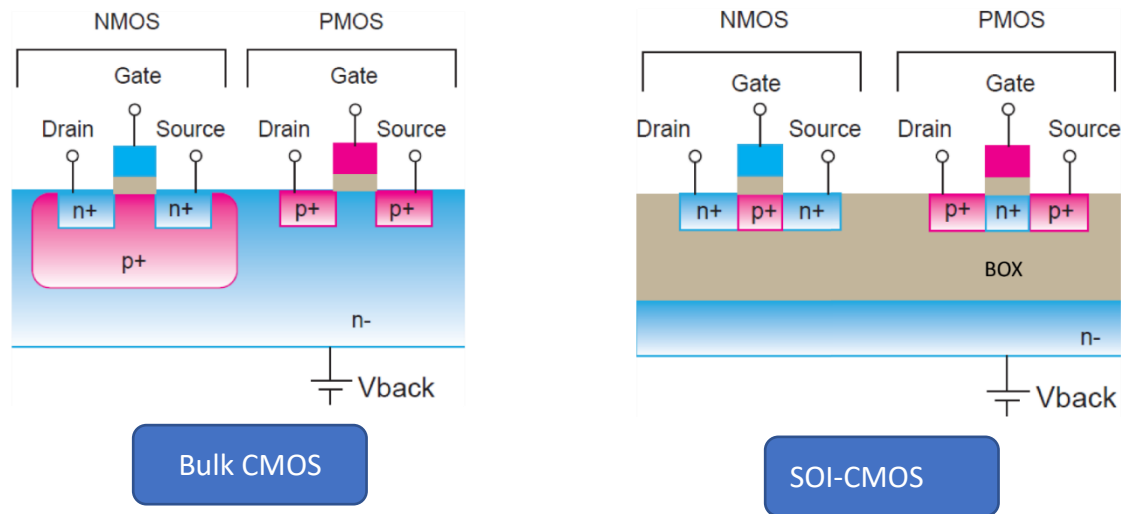 NMOS
PMOS
Gate
Gate
Drain
Source
Drain
Source
n+
n+
p+
p+
p+
n-
Vback
Bulk CMOS
NMOS
PMOS
Gate
Gate
Drain
Source
Drain
Source
n+
p+
n+
p+
n+
p+
BOX
n-
Vback
SOI-CMOS